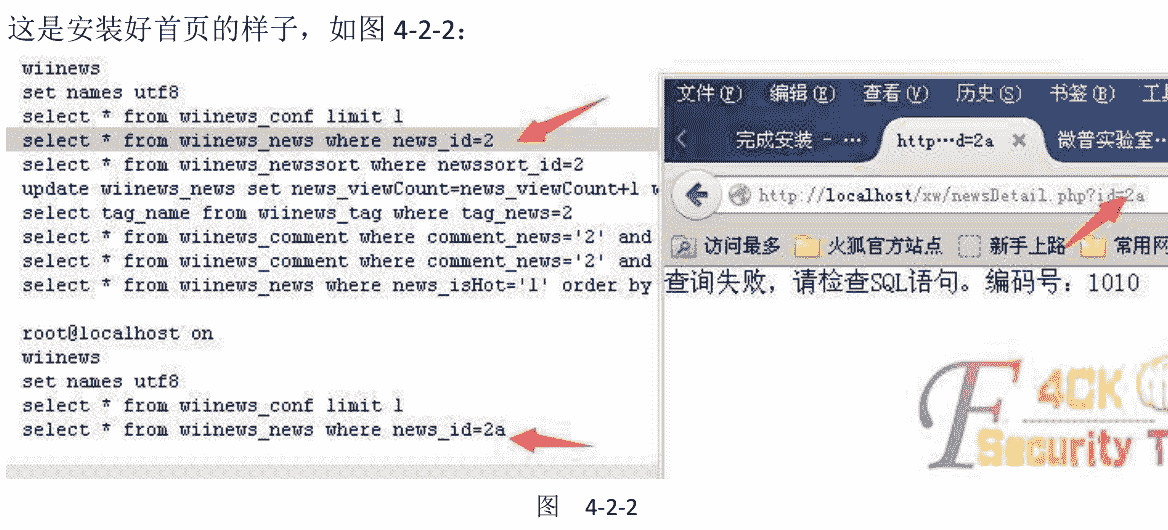 这是安装好首页的样子，如图 4-2-2：
wiinews
set names utf8
select * from wiinews_conf limit 1
select * from wiinews_news where news_id=2
select * from wiinews_newssort where newssort_id=2
update wiinews_news set news_viewCount=news_viewCount+1 w
select tag_name from wiinews_tag where tag_news=2
select * from wiinews_comment where comment_news='2' and
select * from wiinews_comment where comment_news='2' and
select * from wiinews_news where news_isHot='1' order by
root@localhost on
wiinews
set names utf8
select * from wiinews_conf limit 1
select * from wiinews_news where news_id=2a
文件(F) 编辑(E) 查看(V) 历史(S) 书签(B) 工具
完成安装 - ··· http···d=2a 微普实验室···
http://localhost/xw/newsDetail.php?id=2a
访问最多 火狐官方站点 新手上路 常用网
查询失败，请检查SQL语句。编码号：1010
F4CK
Security T
图 4-2-2